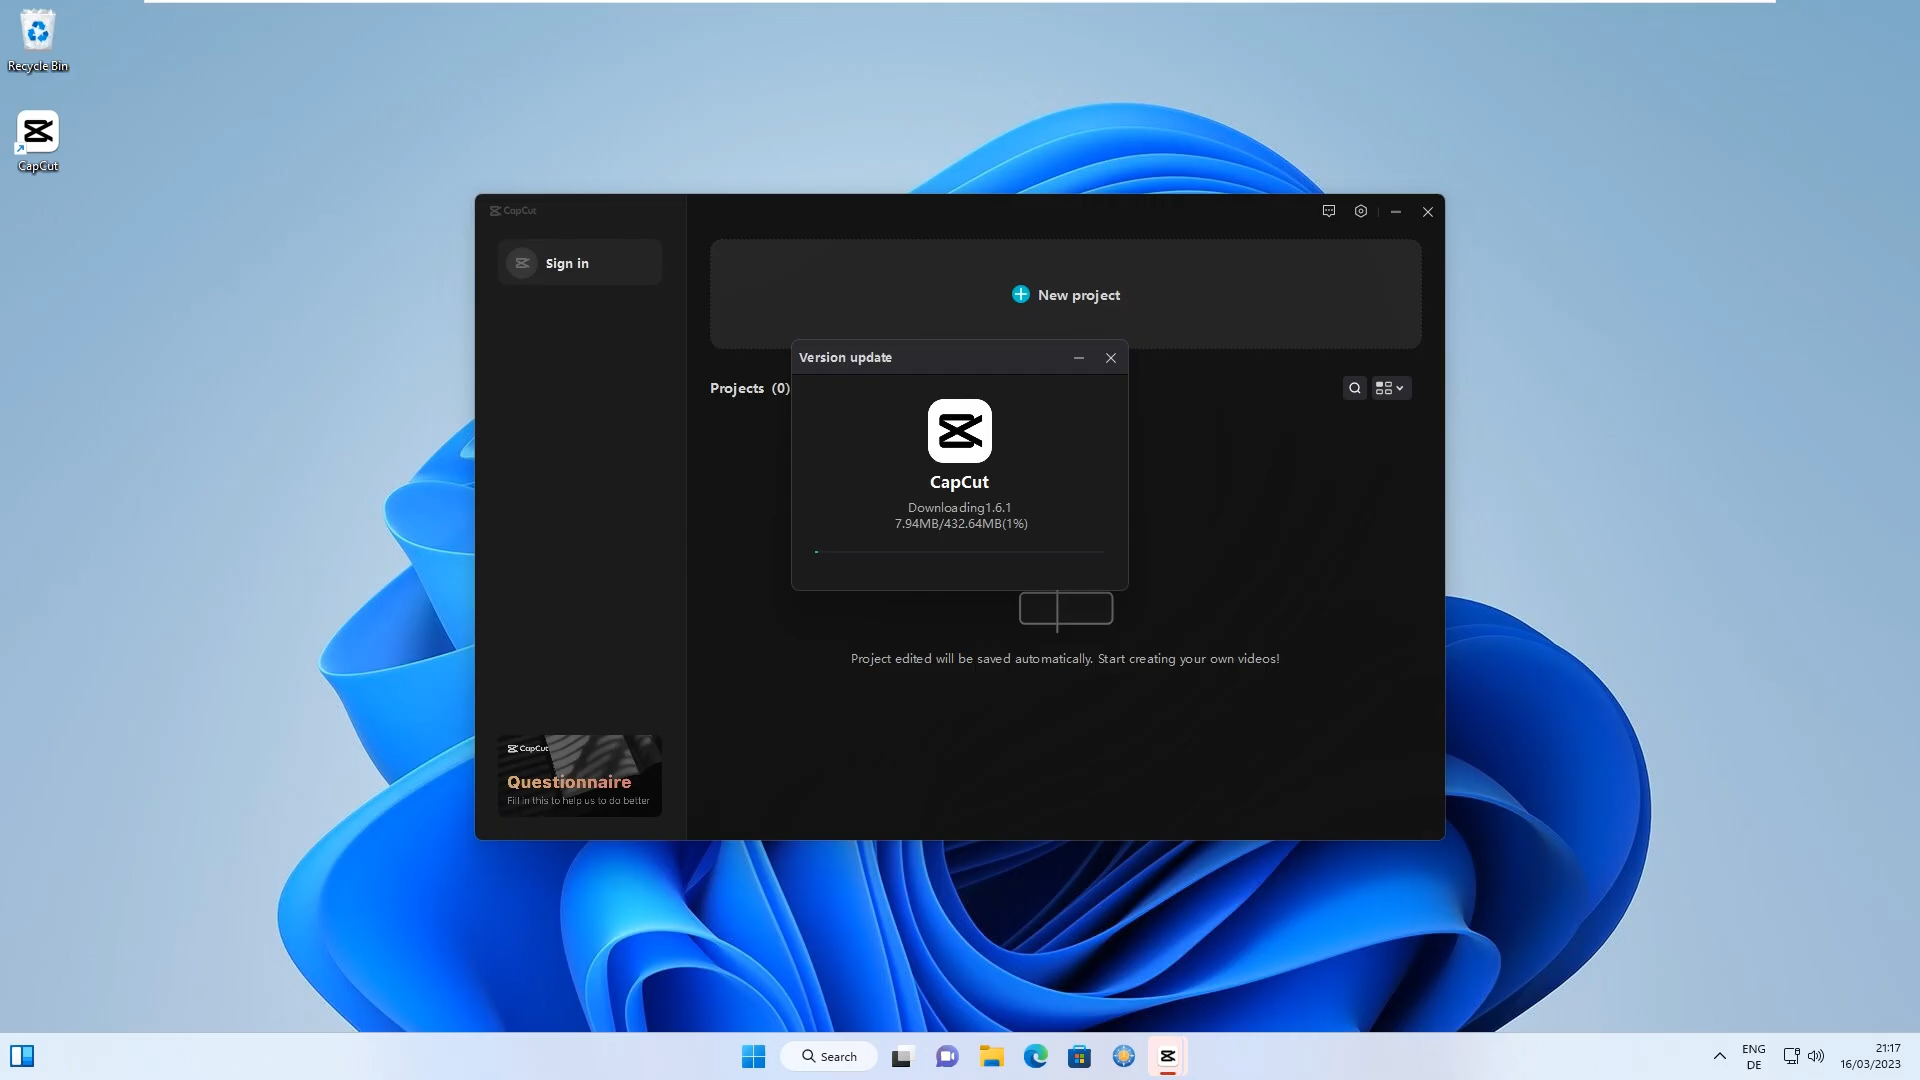 Recycle Bin
CapCut
CapCut
Sign in
New project
Version update
Projects (0)
CapCut
Downloading1.6.1
7.94MB/432.64MB(1%)
Project edited will be saved automatically. Start creating your own videos!
CapCut
Questionnaire
Fill in this to help us to do better
Search
ENG
DE
21:17
16/03/2023